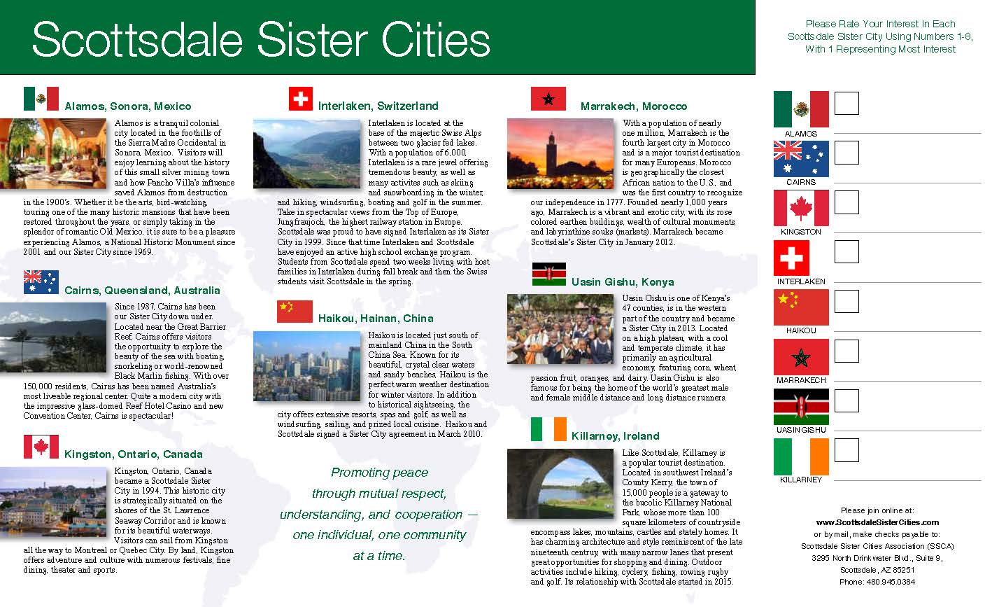 Scottsdale Sister Cities
Alamos, Sonora, Mexico
Alamos is a tranquil colonial
city located in the foothills of
the Sierra Madre Occidental in
Sonora, Mexico. Visitors will
enjoy learning about the history
of this small silver mining town
and how Pancho Villa's influence
saved Alamos from destruction
in the 1900's. Whether it be the arts, bird-watching,
touring one of the many historic mansions that have been
restored throughout the years, or simply taking in the
splendor of romantic Old Mexico, it is sure to be a pleasure
experiencing Alamos, a National Historic Monument since
2001 and our Sister City since 1969.
Cairns, Queensland, Australia
Since 1987, Cairns has been
our Sister City down under.
Located near the Great Barrier
Reef, Cairns offers visitors
the opportunity to explore the
beauty of the sea with boating,
snorkeling or world-renowned
Black Marlin fishing. With over
150,000 residents, Cairns has been named Australia's
most liveable regional center. Quite a modern city with
the impressive glass-domed Reef Hotel Casino and new
Convention Center, Cairns is spectacular!
Kingston, Ontario, Canada
Kingston, Ontario, Canada
became a Scottsdale Sister
City in 1994. This historic city
is strategically situated on the
shores of the St. Lawrence
Seaway Corridor and is known
for its beautiful waterways.
Visitors can sail from Kingston
all the way to Montreal or Quebec City. By land, Kingston
offers adventure and culture with numerous festivals, fine
dining, theater and sports.
Interlaken, Switzerland
Interlaken is located at the
base of the majestic Swiss Alps
between two glacier fed lakes.
With a population of 6,000,
Interlaken is a rare jewel offering
tremendous beauty, as well as
many activites such as skiing
and snowboarding in the winter,
and hiking, windsurfing, boating and golf in the summer.
Take in spectacular views from the Top of Europe,
Jungfraujoch, the highest railway station in Europe.
Scottsdale was proud to have signed Interlaken as its Sister
City in 1999. Since that time Interlaken and Scottsdale
have enjoyed an active high school exchange program.
Students from Scottsdale spend two weeks living with host
families in Interlaken during fall break and then the Swiss
students visit Scottsdale in the spring.
Haikou, Hainan, China
Haikou is located just south of
mainland China in the South
China Sea. Known for its
beautiful, crystal clear waters
and sandy beaches, Haikou is the
perfect warm weather destination
for winter visitors. In addition
to historical sightseeing, the
city offers extensive resorts, spas and golf, as well as
windsurfing, sailing, and prized local cuisine. Haikou and
Scottsdale signed a Sister City agreement in March 2010.
Promoting peace
through mutual respect,
understanding, and cooperation —
one individual, one community
at a time.
Marrakech, Morocco
With a population of nearly
one million, Marrakech is the
fourth largest city in Morocco
and is a major tourist destination
for many Europeans. Morocco
is geographically the closest
African nation to the U.S., and
was the first country to recognize
our independence in 1777. Founded nearly 1,000 years
ago, Marrakech is a vibrant and exotic city, with its rose
colored earthen buildings, wealth of cultural monuments,
and labyrinthine souks (markets). Marrakech became
Scottsdale's Sister City in January 2012.
Uasin Gishu, Kenya
Uasin Gishu is one of Kenya's
47 counties, is in the western
part of the country and became
a Sister City in 2013. Located
on a high plateau, with a cool
and temperate climate, it has
primarily an agricultural
economy, featuring corn, wheat,
passion fruit, oranges, and dairy. Uasin Gishu is also
famous for being the home of the world's greatest male
and female middle distance and long distance runners.
Killarney, Ireland
Like Scottsdale, Killarney is
a popular tourist destination.
Located in southwest Ireland's
County Kerry, the town of
15,000 people is a gateway to
the bucolic Killarney National
Park, whose more than 100
square kilometers of countryside
encompass lakes, mountains, castles and stately homes. It
has charming architecture and style reminiscent of the late
nineteenth centruy, with many narrow lanes that present
great opportunities for shopping and dining. Outdoor
activities include hiking, cyclery, fishing, rowing rugby
and golf. Its relationship with Scottsdale started in 2015.
Please Rate Your Interest In Each
Scottsdale Sister City Using Numbers 1-8,
With 1 Representing Most Interest
ALAMOS
CAIRNS
KINGSTON
INTERLAKEN
HAIKOU
MARRAKECH
UASIN GISHU
KILLARNEY
Please join online at:
www.ScottsdaleSisterCities.com
or by mail, make checks payable to:
Scottsdale Sister Cities Association (SSCA)
3295 North Drinkwater Blvd., Suite 9,
Scottsdale, AZ 85251
Phone: 480.945.0384